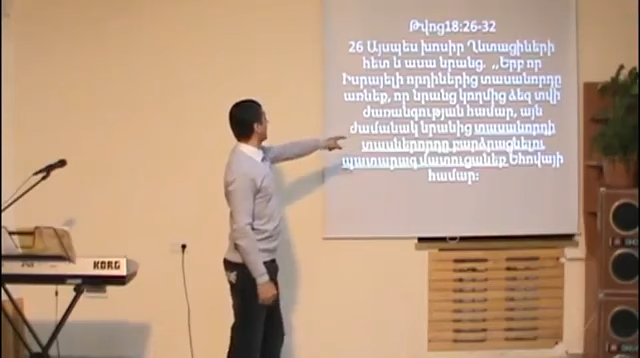 Թվոց18:26-32
26 Այսպես խոսիր Ղևտացիների
հետ և ասա նրանց. ,,Երբ որ
Իսրայելի որդիներից տասանորդը
առնեք, որ նրանց կողմից ձեզ տվի
ժառանգության համար, այն
ժամանակ նրանից տասանորդի
տասներորդը բարձրացնելու
պատարագ մատուցանեք Եհովայի
համար:
KORG